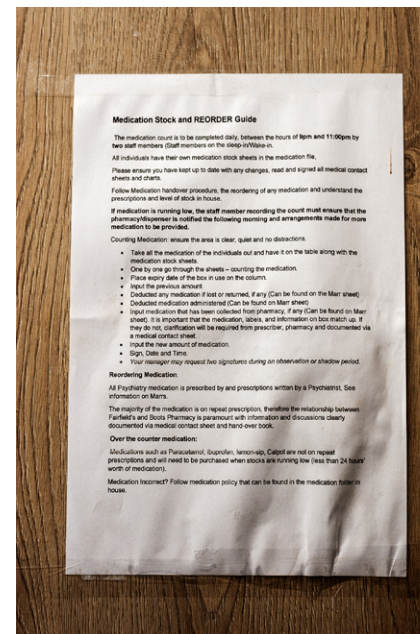 Medication Stock and REORDER Guide
The medication count is to be completed daily, between the hours of 9pm and 11:00pm by
two staff members (Staff members on the sleep-in/Wake-in.
All individuals have their own medication stock sheets in the medication file,
Please ensure you have kept up to date with any changes, read and signed all medical contact
sheets and charts.
Follow Medication handover procedure, the reordering of any medication and understand the
prescriptions and level of stock in house.
If medication is running low, the staff member recording the count must ensure that the
pharmacy/dispenser is notified the following morning and arrangements made for more
medication to be provided.
Counting Medication: ensure the area is clear, quiet and no distractions.
• Take all the medication of the individuals out and have it on the table along with the
medication stock sheets.
• One by one go through the sheets – counting the medication.
• Place expiry date of the box in use on the column.
• Input the previous amount.
• Deducted any medication if lost or returned, if any (Can be found on the Mar sheet)
• Deducted medication administered (Can be found on Mar sheet)
• Input medication that has been collected from pharmacy, if any (Can be found on Mar
sheet). It is important that the medication, labels, and information on box match up. If
they do not, clarification will be required from prescriber, pharmacy and documented via
a medical contact sheet.
• Input the new amount of medication.
• Sign, Date and Time.
• Your manager may request two signatures during an observation or shadow period.
Reordering Medication:
All Psychiatry medication is prescribed by and prescriptions written by a Psychiatrist, See
information on Marrs.
The majority of the medication is on repeat prescription, therefore the relationship between
Fairfield's and Boots Pharmacy is paramount with information and discussions clearly
documented via medical contact sheet and hand-over book.
Over the counter medication:
Medications such as Paracetamol, Ibuprofen, lemon-sip, Calpol are not on repeat
prescriptions and will need to be purchased when stocks are running low (less than 24 hours'
worth of medication).
Medication Incorrect? Follow medication policy that can be found in the medication folder in
house.